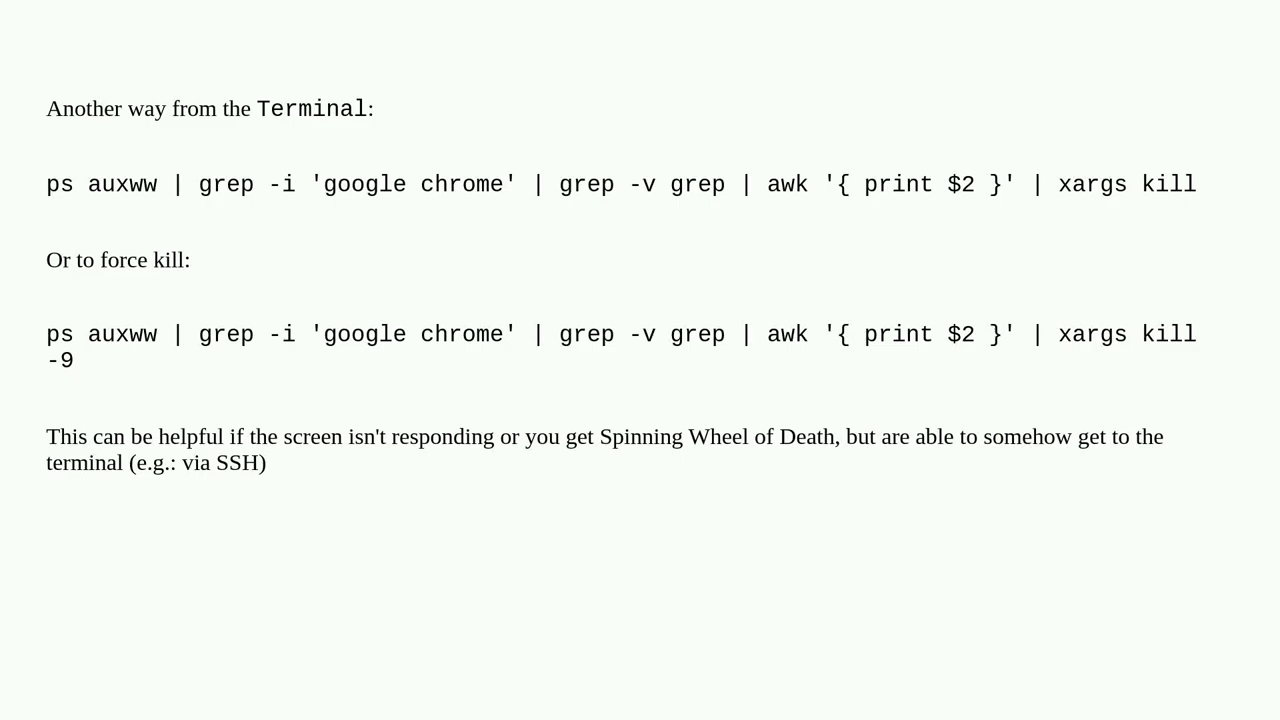 Another way from the Terminal:
ps auxww | grep -i 'google chrome' | grep -v grep | awk '{ print $2 }' | xargs kill
Or to force kill:
ps auxww | grep -i 'google chrome' | grep -v grep | awk '{ print $2 }' | xargs kill
-9
This can be helpful if the screen isn't responding or you get Spinning Wheel of Death, but are able to somehow get to the
terminal (e.g.: via SSH)